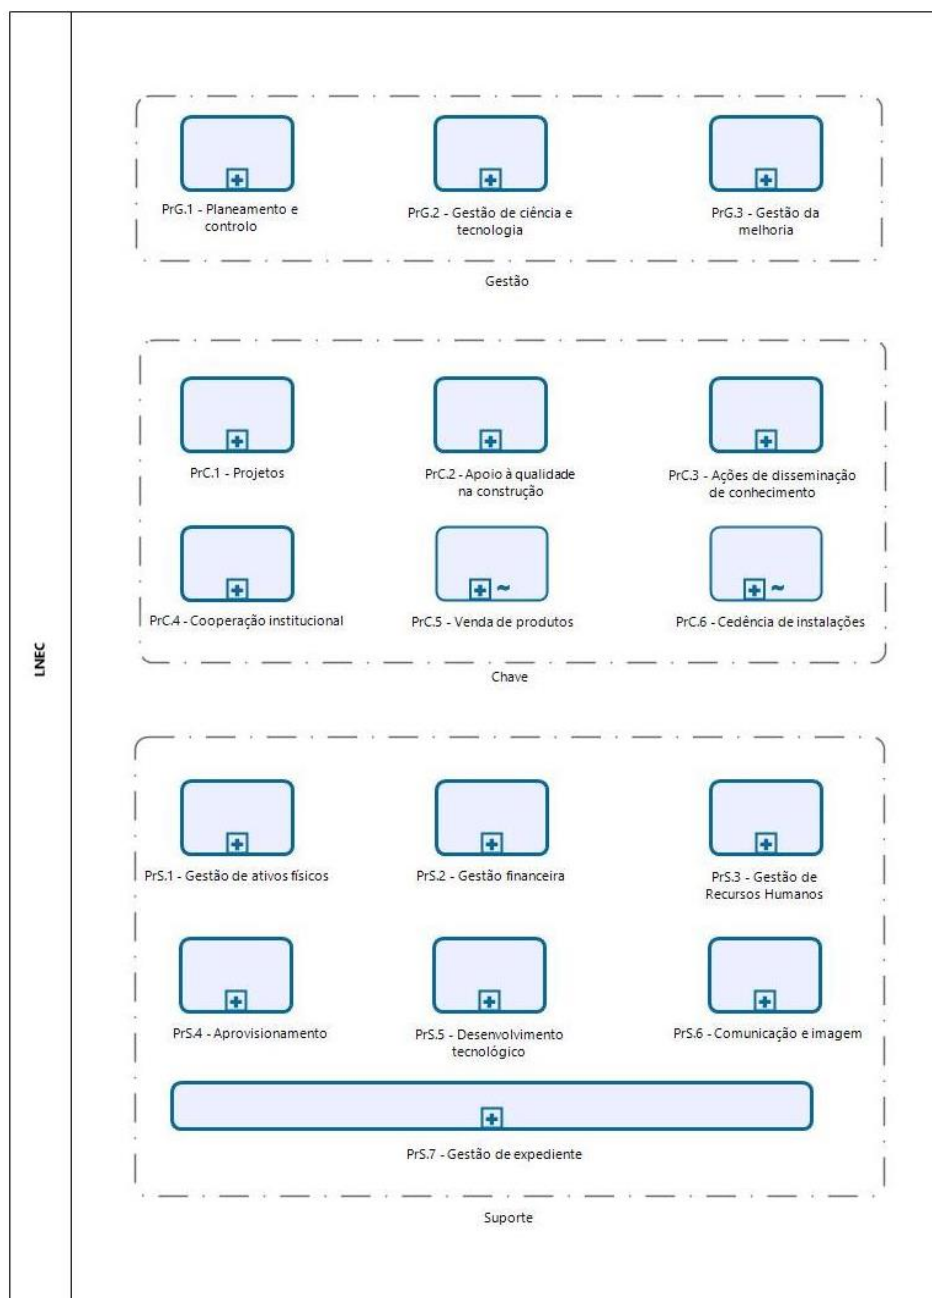 LNEC
PrG.1 - Planeamento e
controlo
PrG.2 - Gestão de ciência e
tecnologia
PrG.3 - Gestão da
melhoria
Gestão
PrC.1 - Projetos
PrC.2 - Apoio à qualidade
na construção
PrC.3 - Ações de disseminação
de conhecimento
PrC.4 - Cooperação institucional
PrC.5 - Venda de produtos
PrC.6 - Cedência de instalações
Chave
PrS.1 - Gestão de ativos físicos
PrS.2 - Gestão financeira
PrS.3 - Gestão de
Recursos Humanos
PrS.4 - Aprovisionamento
PrS.5 - Desenvolvimento
tecnológico
PrS.6 - Comunicação e imagem
PrS.7 - Gestão de expediente
Suporte